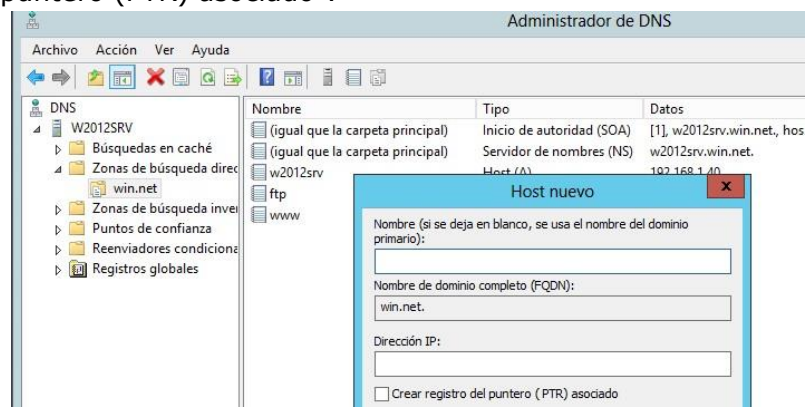 puntero (PTR) asociado".
Administrador de DNS
Archivo Acción Ver Ayuda
DNS
W2012SRV
Búsquedas en caché
Zonas de búsqueda direc
win.net
Zonas de búsqueda inver
Puntos de confianza
Reenviadores condiciona
Registros globales
Nombre Tipo Datos
(igual que la carpeta principal) Inicio de autoridad (SOA) [1], w2012srv.win.net., hos
(igual que la carpeta principal) Servidor de nombres (NS) w2012srv.win.net.
w2012srv Host (A) 192.168.1.40
ftp
www
Host nuevo
x
Nombre (si se deja en blanco, se usa el nombre del dominio
primario):
Nombre de dominio completo (FQDN):
win.net.
Dirección IP:
Crear registro del puntero (PTR) asociado